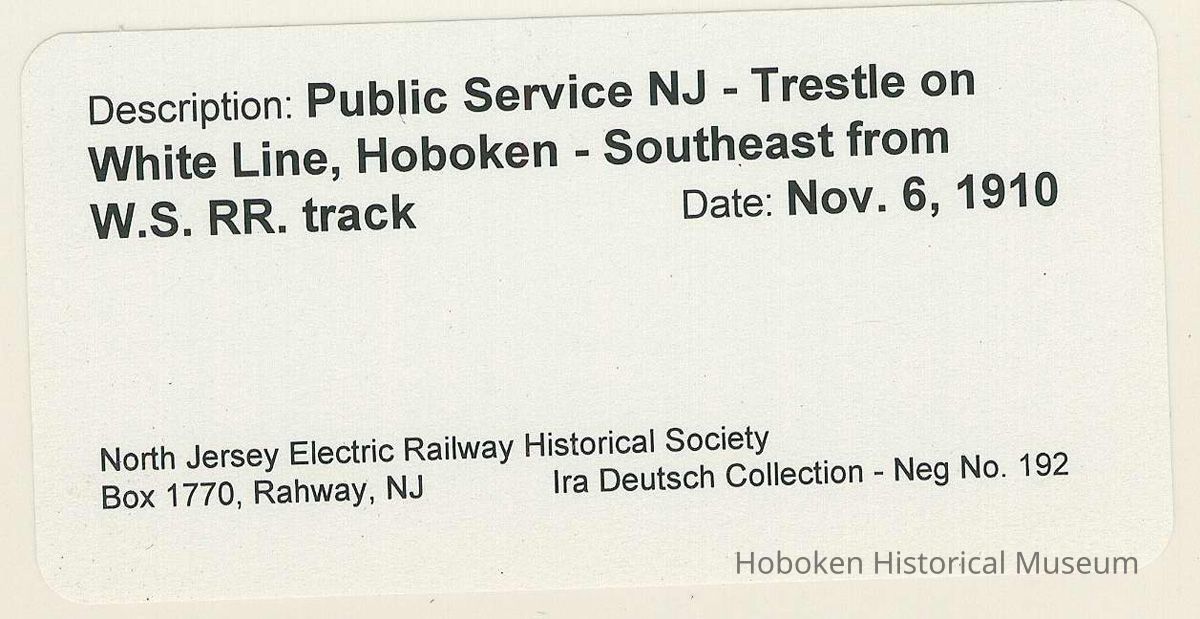 Description: Public Service NJ - Trestle on
White Line, Hoboken - Southeast from
W.S. RR. track Date: Nov. 6, 1910
North Jersey Electric Railway Historical Society
Box 1770, Rahway, NJ Ira Deutsch Collection - Neg No. 192
Hoboken Historical Museum